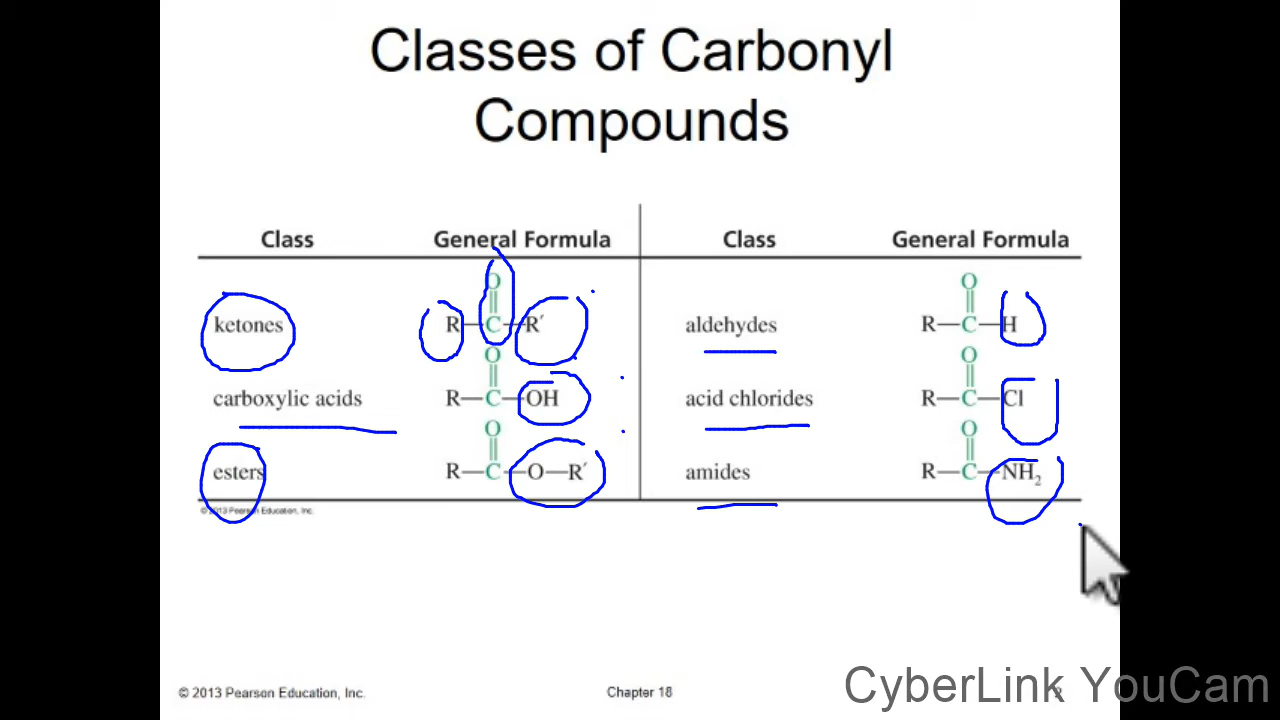 Classes of Carbonyl
Compounds
Class General Formula Class General Formula
O O
ketones R—C—R′ aldehydes R—C—H
O O
carboxylic acids R—C—OH acid chlorides R—C—Cl
O O
esters R—C—O—R′ amides R—C—NH₂
© 2013 Pearson Education, Inc.
© 2013 Pearson Education, Inc. Chapter 18
CyberLink YouCam